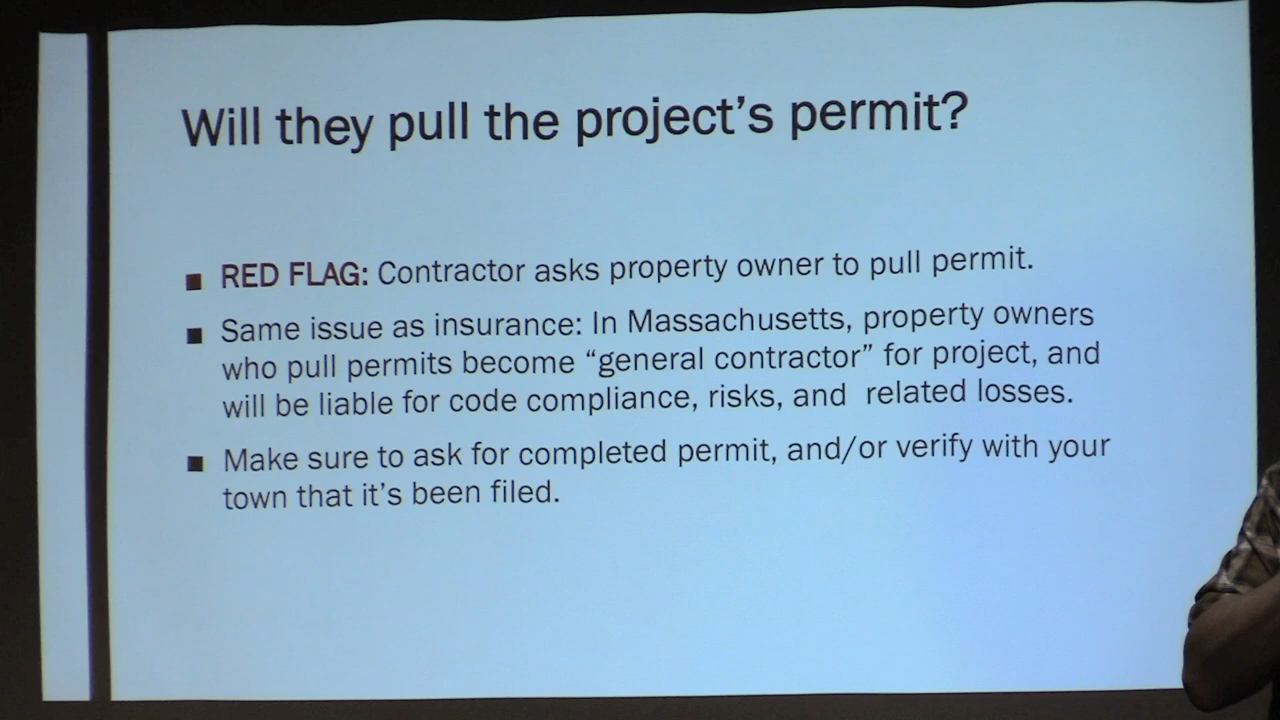 Will they pull the project's permit?
■ RED FLAG: Contractor asks property owner to pull permit.
■ Same issue as insurance: In Massachusetts, property owners
who pull permits become “general contractor” for project, and
will be liable for code compliance, risks, and  related losses.
■ Make sure to ask for completed permit, and/or verify with your
town that it's been filed.